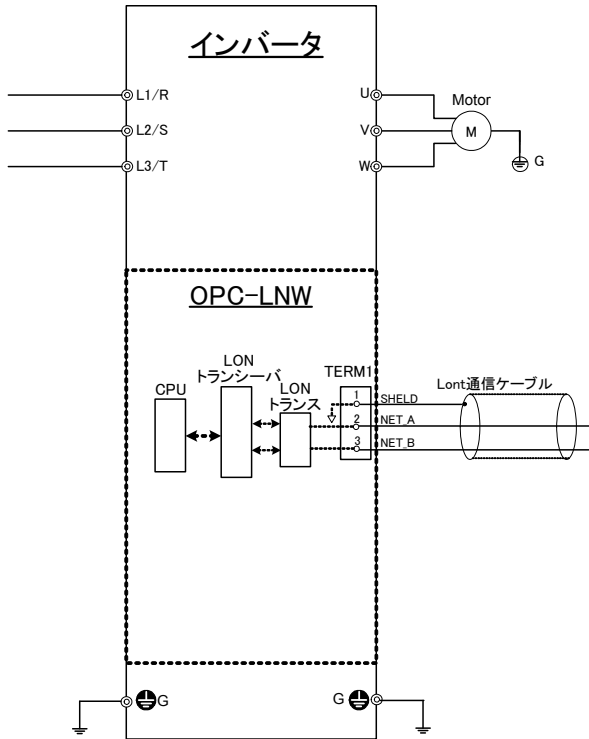 インバータ
L1/R
L2/S
L3/T
U
V
W
Motor
M
G
OPC-LNW
CPU
LON
トランシーバ
LON
トランス
TERM1
1
2
3
SHELD
NET_A
NET_B
Lont通信ケーブル
G
G